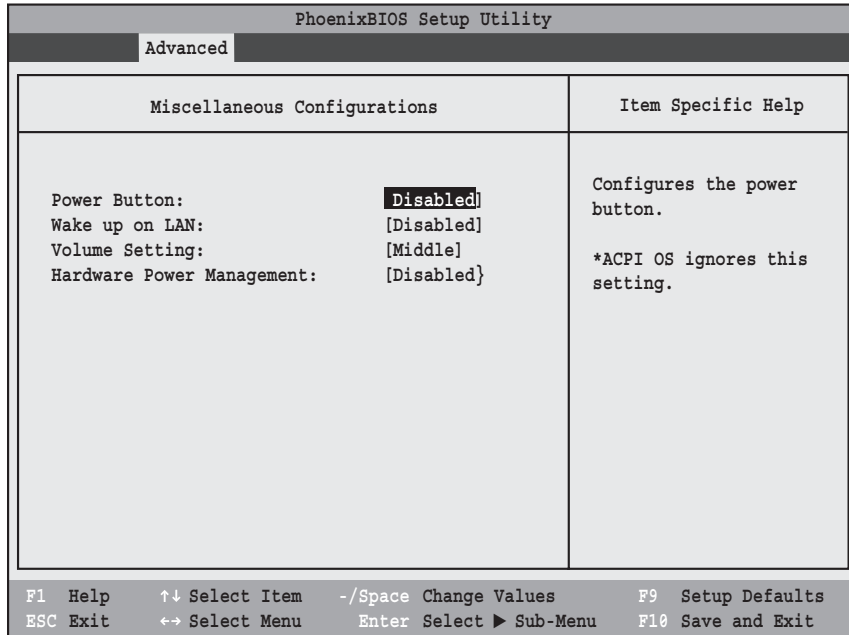 PhoenixBIOS Setup Utility
Advanced
Miscellaneous Configurations
Item Specific Help
Power Button: Disabled]
Wake up on LAN: [Disabled]
Volume Setting: [Middle]
Hardware Power Management: [Disabled}
Configures the power
button.
*ACPI OS ignores this
setting.
F1 Help ↑↓ Select Item -/Space Change Values F9 Setup Defaults
ESC Exit ←→ Select Menu Enter Select ▶ Sub-Menu F10 Save and Exit